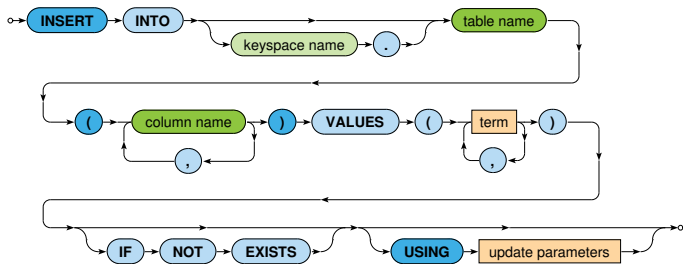 INSERT INTO table name
keyspace name .
( column name ) VALUES ( term )
, ,
IF NOT EXISTS USING update parameters